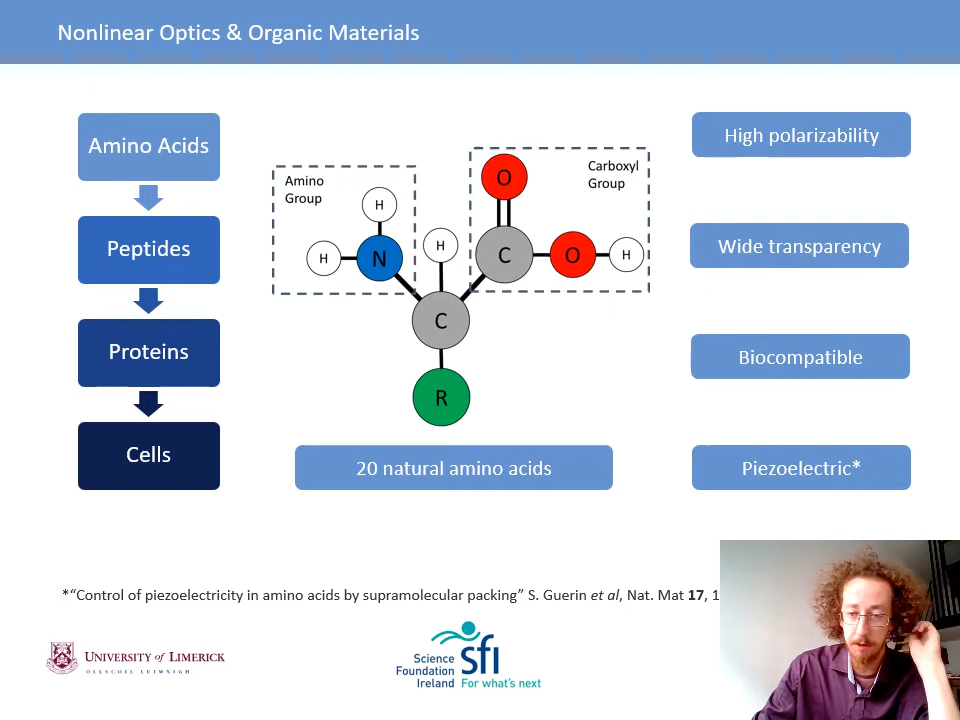 Nonlinear Optics & Organic Materials
Amino Acids
Peptides
Proteins
Cells
Amino
Group
Carboxyl
Group
O
H
H
N
H
C
O
H
C
R
20 natural amino acids
High polarizability
Wide transparency
Biocompatible
Piezoelectric*
*“Control of piezoelectricity in amino acids by supramolecular packing” S. Guerin et al, Nat. Mat 17, 1
UNIVERSITY OF LIMERICK
OLLSCOIL LUIMNIGH
Science
Foundation
Ireland
sfi
For what's next